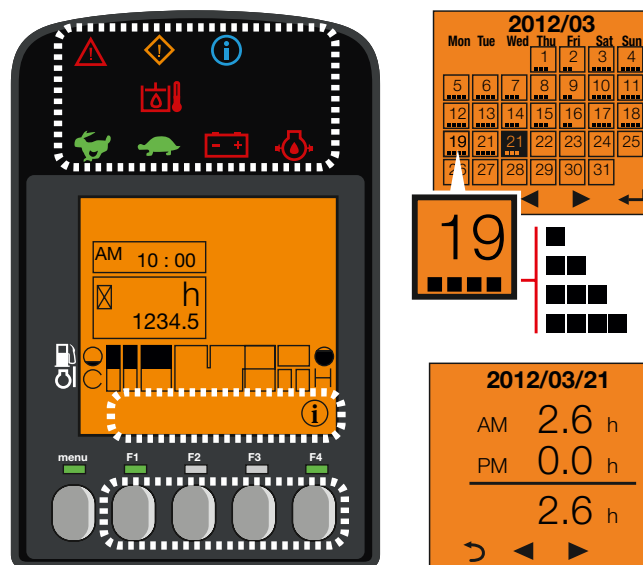 AM 10 : 00
h
1234.5
C H
menu F1 F2 F3 F4
2012/03
Mon Tue Wed Thu Fri Sat Sun
1 2 3 4
5 6 7 8 9 10 11
12 13 14 15 16 17 18
19 21 21 22 23 24 25
26 27 28 29 30 31
19
2012/03/21
AM 2.6 h
PM 0.0 h
2.6 h